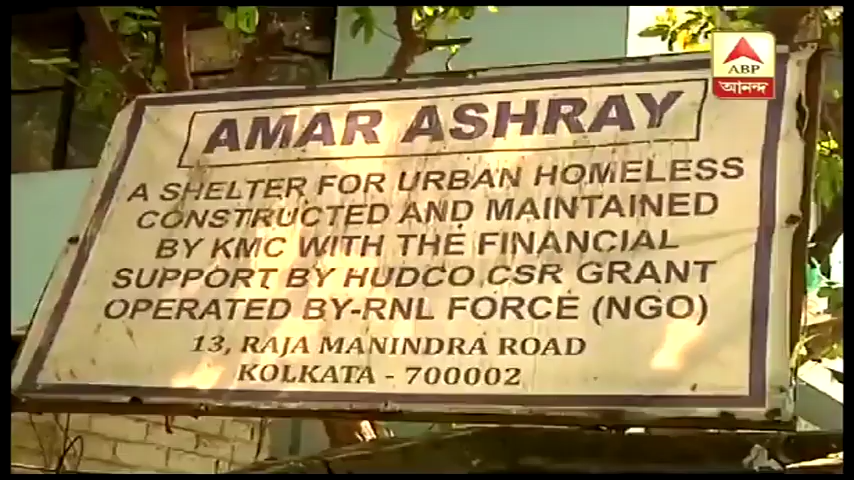 ABP
আনন্দ
AMAR ASHRAY
A SHELTER FOR URBAN HOMELESS
CONSTRUCTED AND MAINTAINED
BY KMC WITH THE FINANCIAL
SUPPORT BY HUDCO CSR GRANT
OPERATED BY-RNL FORCE (NGO)
13, RAJA MANINDRA ROAD
KOLKATA -700002